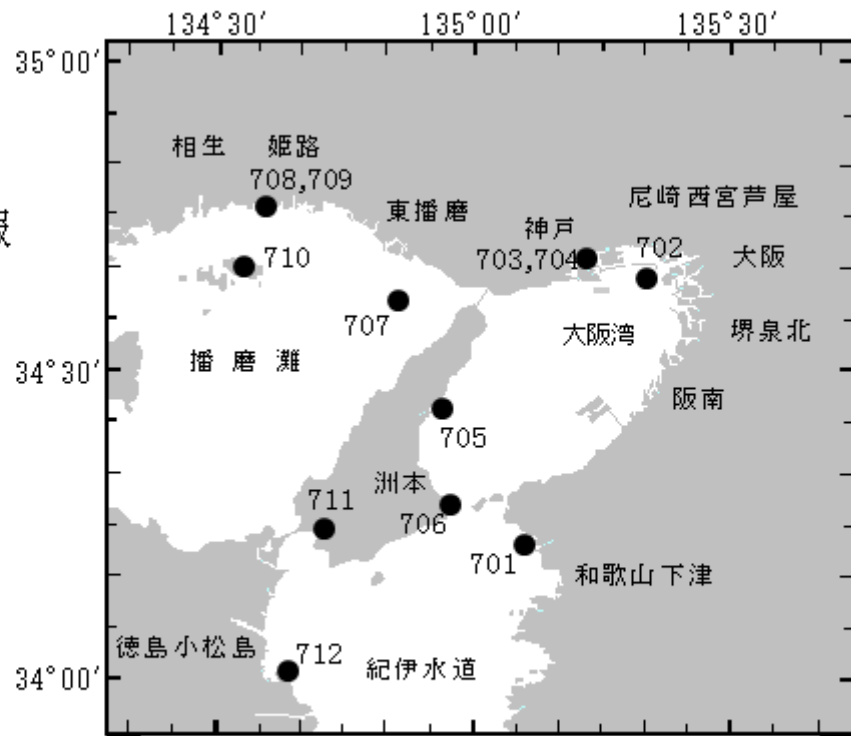 134°30′ 135°00′ 135°30′
35°00′
相生 姫路
708,709
尼崎西宮芦屋
東播磨
神戸
703,704
702
大阪
710
707
大阪湾
堺泉北
播磨灘
34°30′
阪南
705
洲本
711
706
701
和歌山下津
徳島小松島
712
紀伊水道
34°00′